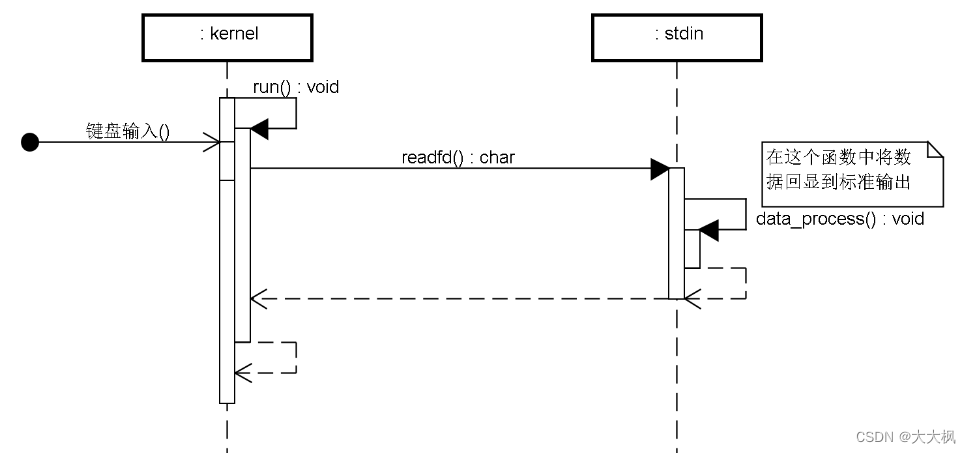 : kernel
: stdin
run() : void
键盘输入()
readfd() : char
在这个函数中将数
据回显到标准输出
data_process() : void
CSDN @大大枫